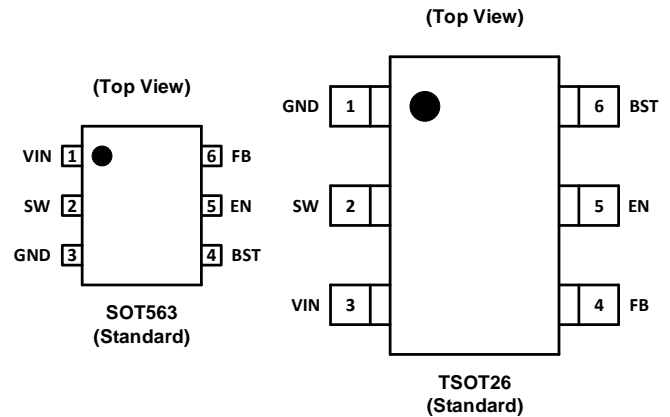 (Top View)
VIN 1 6 FB
SW 2 5 EN
GND 3 4 BST
SOT563
(Standard)
(Top View)
GND 1 6 BST
SW 2 5 EN
VIN 3 4 FB
TSOT26
(Standard)